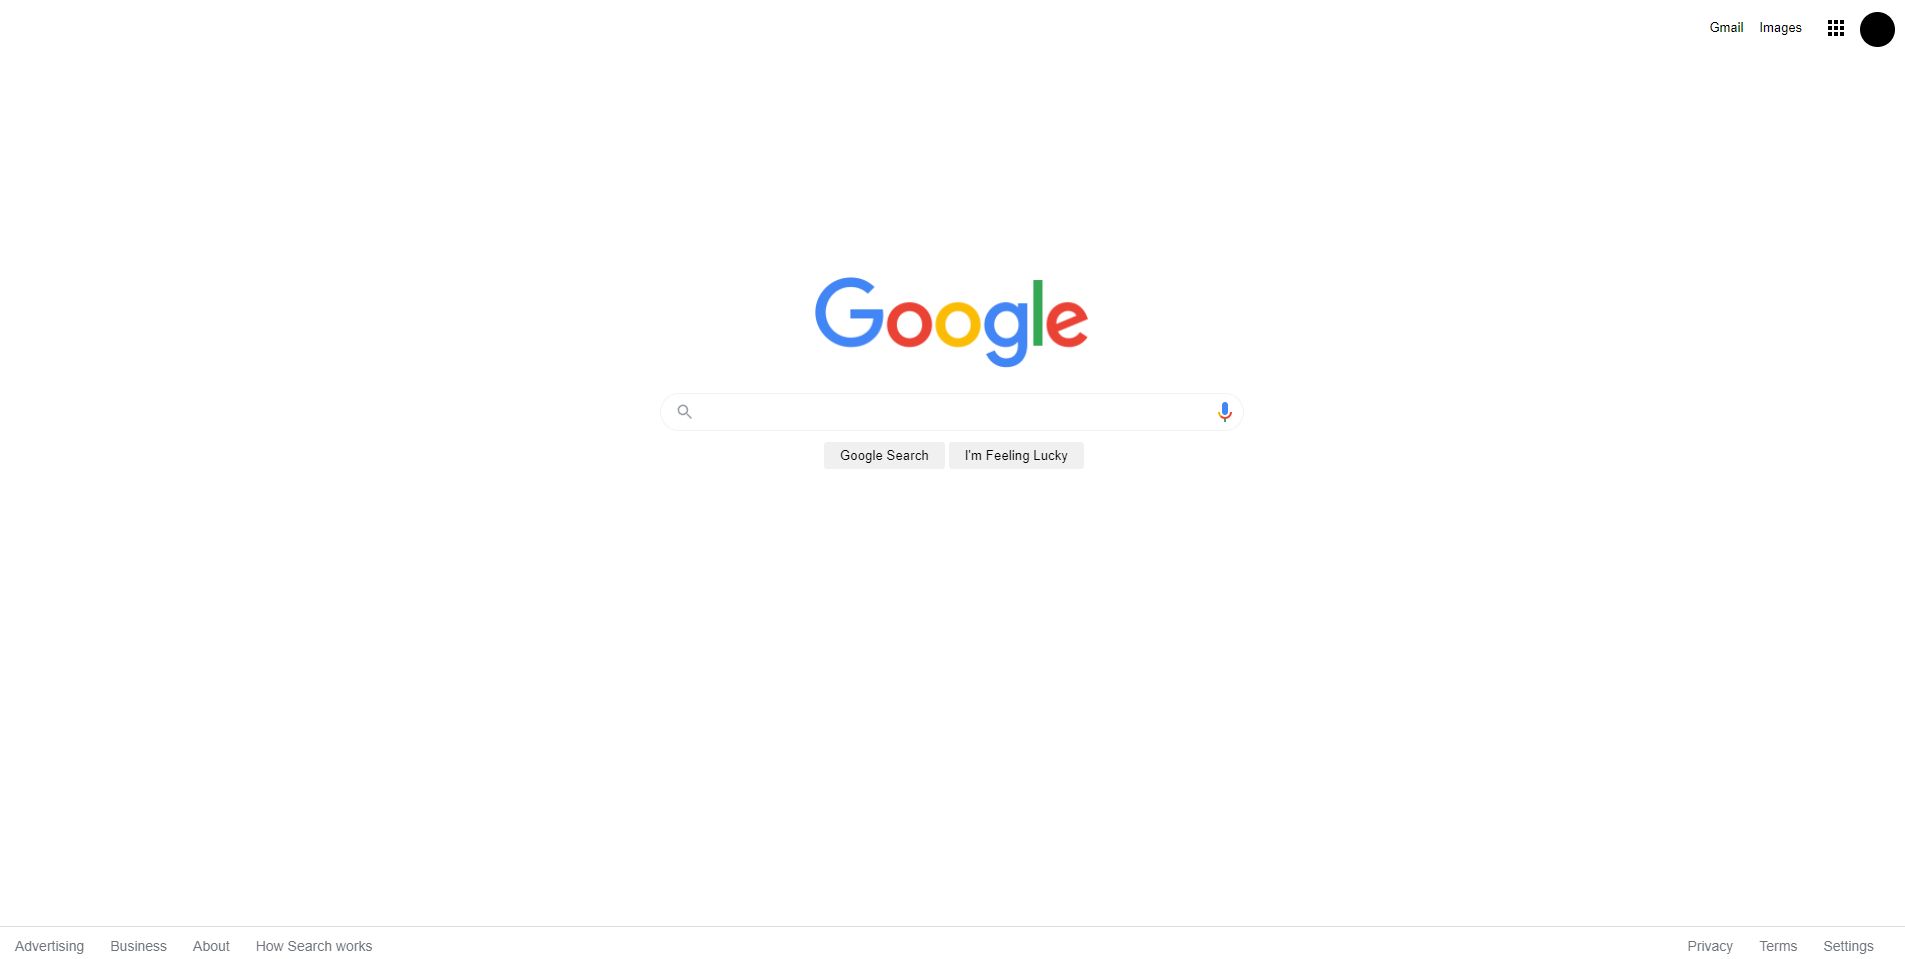 Gmail Images
Google
Google Search I'm Feeling Lucky
Advertising Business About How Search works Privacy Terms Settings